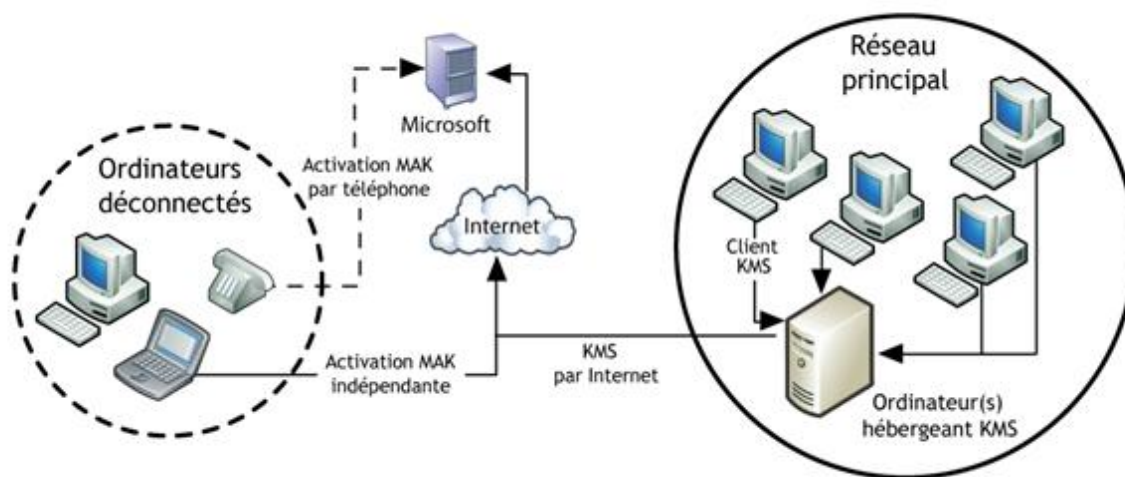 Réseau
principal
Microsoft
Ordinateurs
déconnectés
Activation MAK
par téléphone
Internet
Client
KMS
Activation MAK
indépendante
KMS
par Internet
Ordinateur(s)
hébergeant KMS